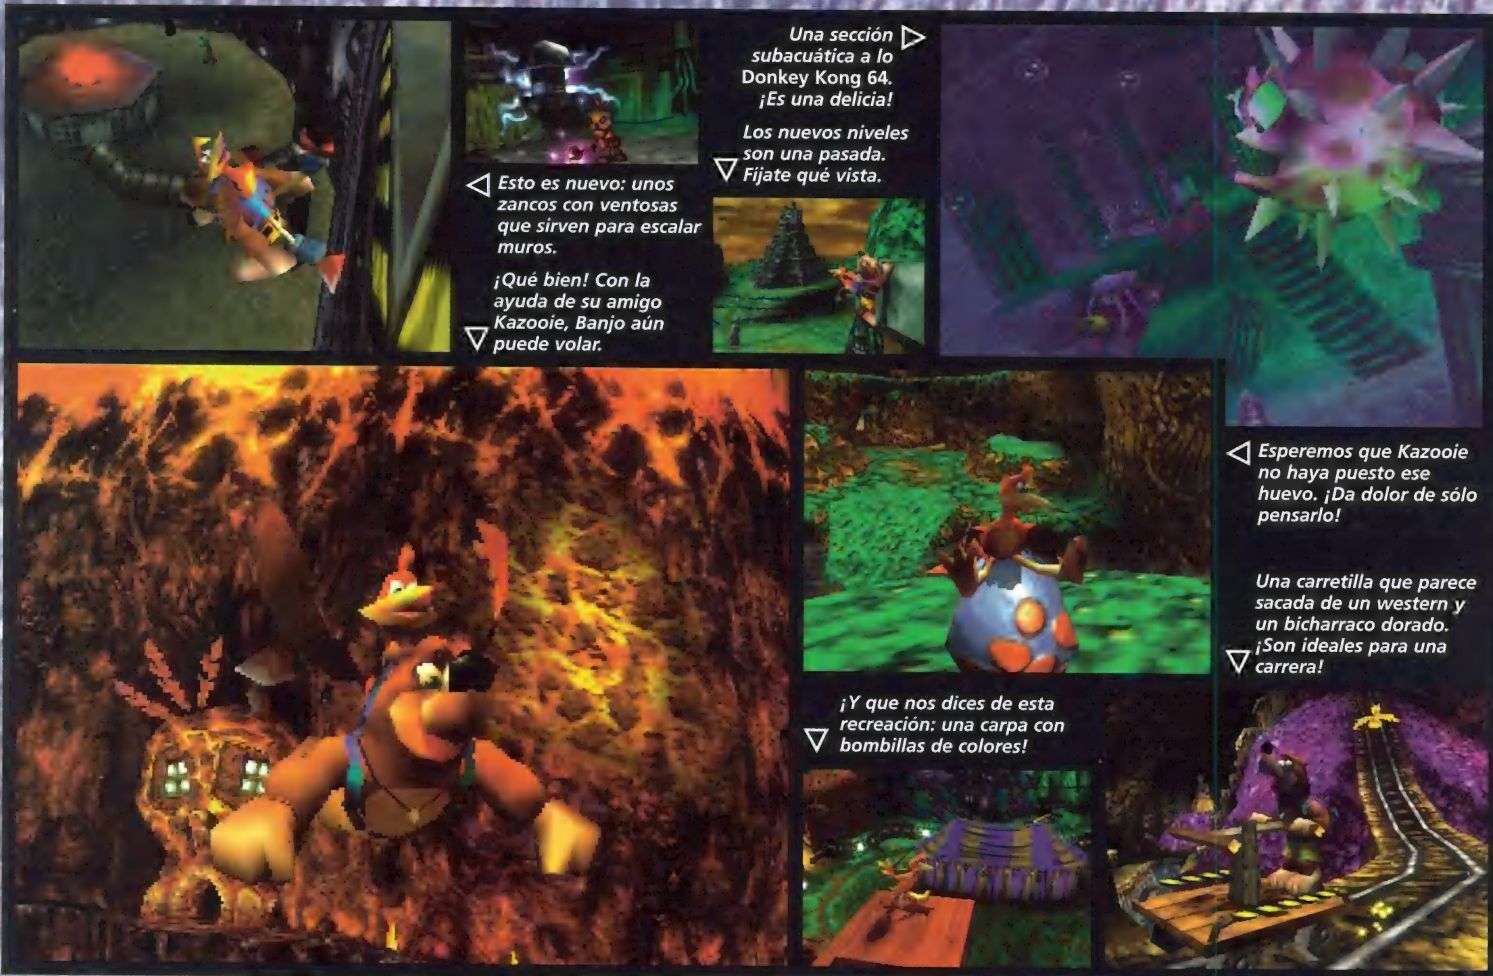 Una sección
subacuática a lo
Donkey Kong 64.
¡Es una delicia!
Los nuevos niveles
son una pasada.
Fíjate qué vista.
Esto es nuevo: unos
zancos con ventosas
que sirven para escalar
muros.
¡Qué bien! Con la
ayuda de su amigo
Kazooie, Banjo aún
puede volar.
Esperemos que Kazooie
no haya puesto ese
huevo. ¡Da dolor de sólo
pensarlo!
Una carretilla que parece
sacada de un western y
un bicharraco dorado.
¡Son ideales para una
carrera!
¡Y que nos dices de esta
recreación: una carpa con
bombillas de colores!